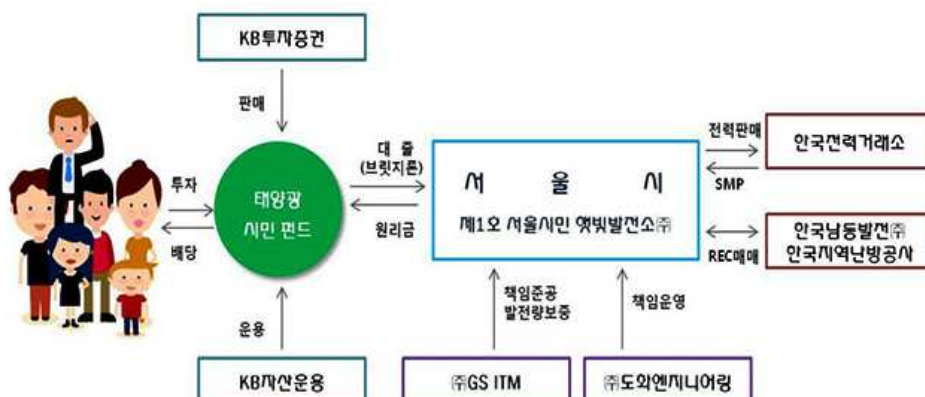 KB투자증권
판매
투자
배당
태양광
시민 펀드
대 출
(브릿지론)
원리금
서 울 시
제1호 서울시민 햇빛발전소㈜
전력판매
SMP
한국전력거래소
REC매매
한국남동발전㈜
한국지역난방공사
운용
책임준공
발전량보증
책임운영
KB자산운용
㈜GS ITM
㈜도화엔지니어링